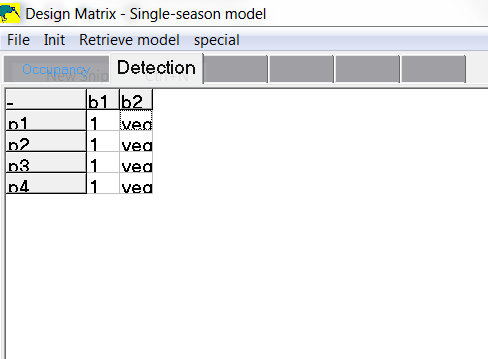 Design Matrix - Single-season model
File Init Retrieve model special
Occupancy Detection
- b1 b2
p1 1 veg
p2 1 veg
p3 1 veg
p4 1 veg